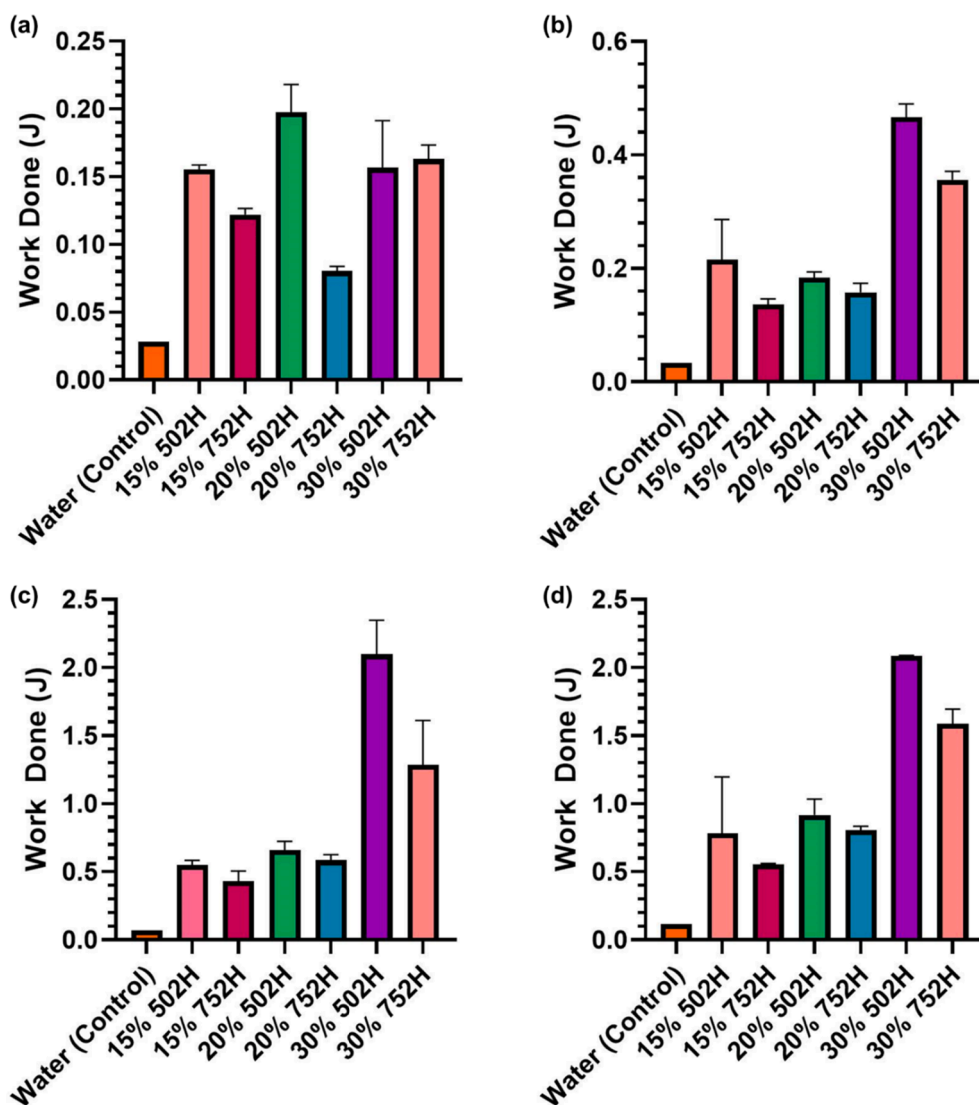 (a)
Work Done (J)
0.25
0.20
0.15
0.10
0.05
0.00
Water (Control)
15% 502H
15% 752H
20% 502H
20% 752H
30% 502H
30% 752H
(b)
Work Done (J)
0.6
0.4
0.2
0.0
Water (Control)
15% 502H
15% 752H
20% 502H
20% 752H
30% 502H
30% 752H
(c)
Work Done (J)
2.5
2.0
1.5
1.0
0.5
0.0
Water (Control)
15% 502H
15% 752H
20% 502H
20% 752H
30% 502H
30% 752H
(d)
Work Done (J)
2.5
2.0
1.5
1.0
0.5
0.0
Water (Control)
15% 502H
15% 752H
20% 502H
20% 752H
30% 502H
30% 752H